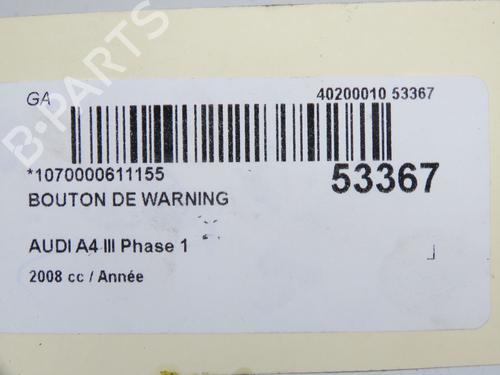 GA
40200010 53367
B-PARTS
*1070000611155
53367
BOUTON DE WARNING
AUDI A4 III Phase 1
2008 cc / Année